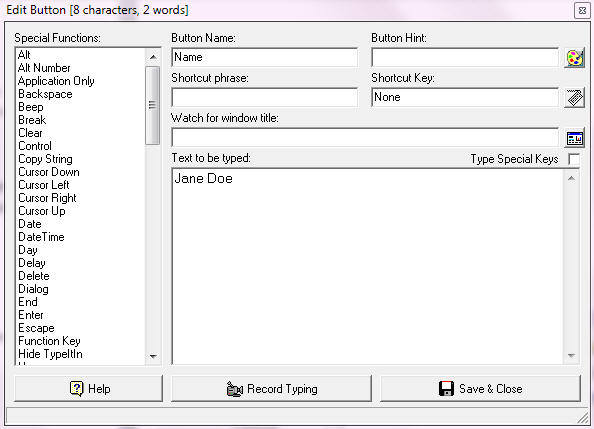 Edit Button [8 characters, 2 words]
Special Functions:
Alt
Alt Number
Application Only
Backspace
Beep
Break
Clear
Control
Copy String
Cursor Down
Cursor Left
Cursor Right
Cursor Up
Date
DateTime
Day
Delay
Delete
Dialog
End
Enter
Escape
Function Key
Hide TypeItIn
Button Name:
Button Hint:
Name
Shortcut phrase:
Shortcut Key:
None
Watch for window title:
Text to be typed:
Type Special Keys
Jane Doe
Help
Record Typing
Save & Close